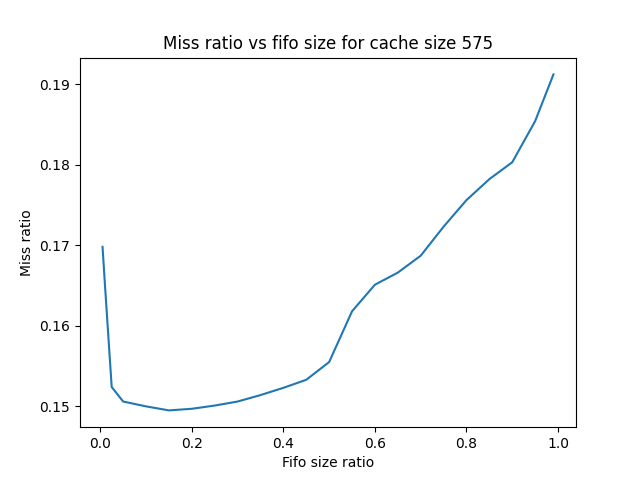 Miss ratio vs fifo size for cache size 575
0.19
0.18
0.17
0.16
0.15
Miss ratio
0.0 0.2 0.4 0.6 0.8 1.0
Fifo size ratio